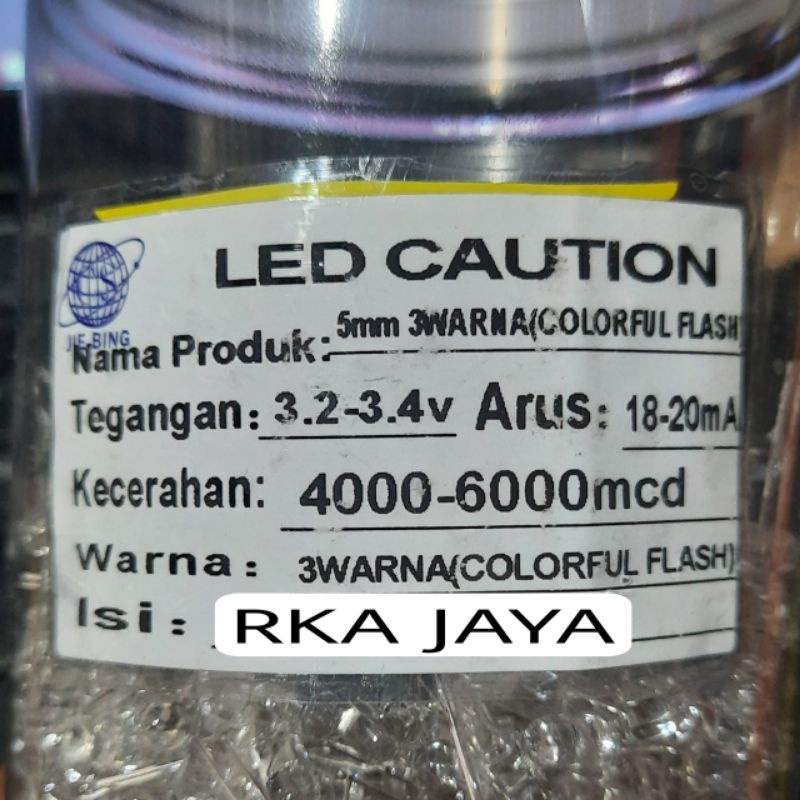 LED CAUTION
JIE-BING
Nama Produk: 5mm 3WARNA(COLORFUL FLASH
Tegangan: 3.2-3.4v Arus: 18-20mA
Kecerahan: 4000-6000mcd
Warna: 3WARNA(COLORFUL FLASH)
Isi: RKA JAYA